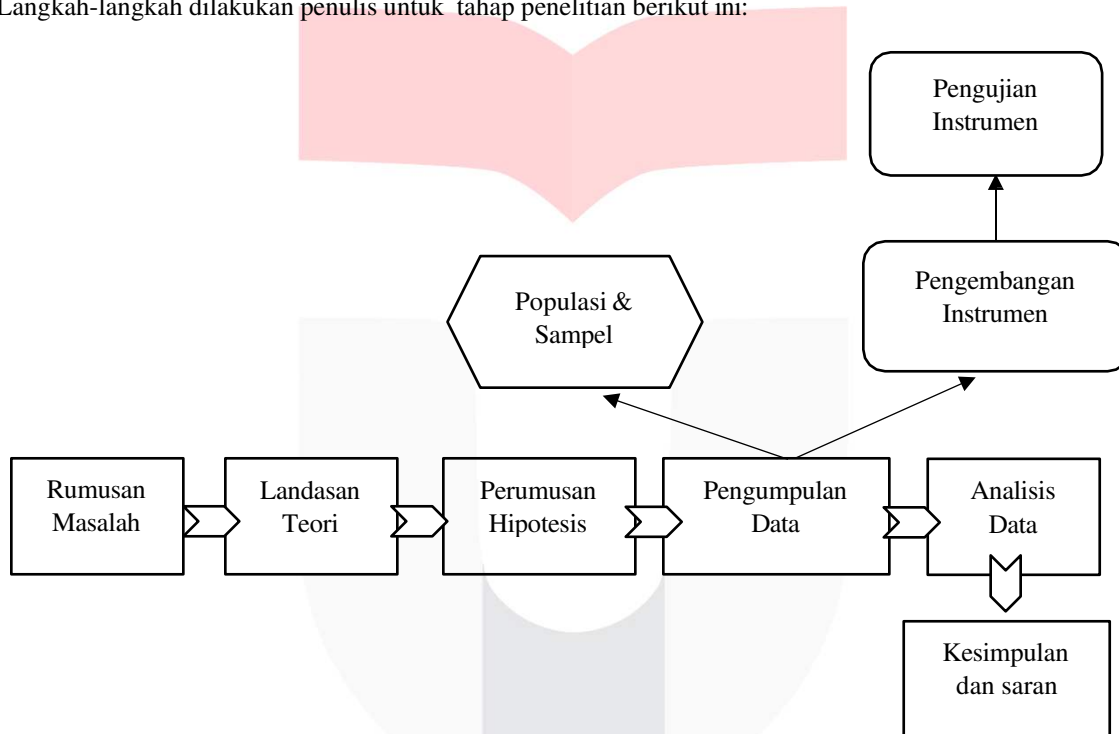 Langkah-langkah dilakukan penulis untuk tahap penelitian berikut ini:
Pengujian
Instrumen
Pengembangan
Instrumen
Populasi &
Sampel
Rumusan
Masalah
Landasan
Teori
Perumusan
Hipotesis
Pengumpulan
Data
Analisis
Data
Kesimpulan
dan saran